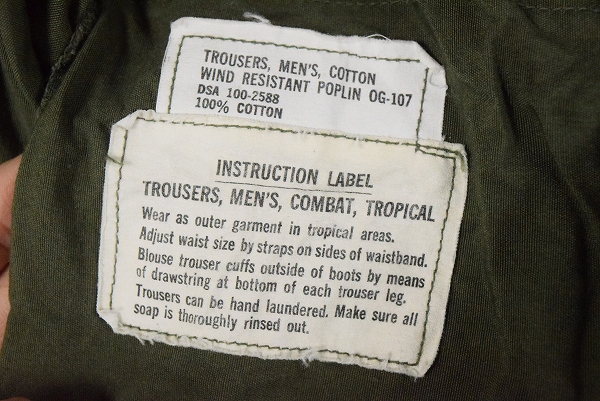 TROUSERS, MEN'S, COTTON
WIND RESISTANT POPLIN OG-107
DSA 100-2588
100% COTTON
INSTRUCTION LABEL
TROUSERS, MEN'S, COMBAT, TROPICAL
Wear as outer garment in tropical areas.
Adjust waist size by straps on sides of waistband.
Blouse trouser cuffs outside of boots by means
of drawstring at bottom of each trouser leg.
Trousers can be hand laundered. Make sure all
soap is thoroughly rinsed out.